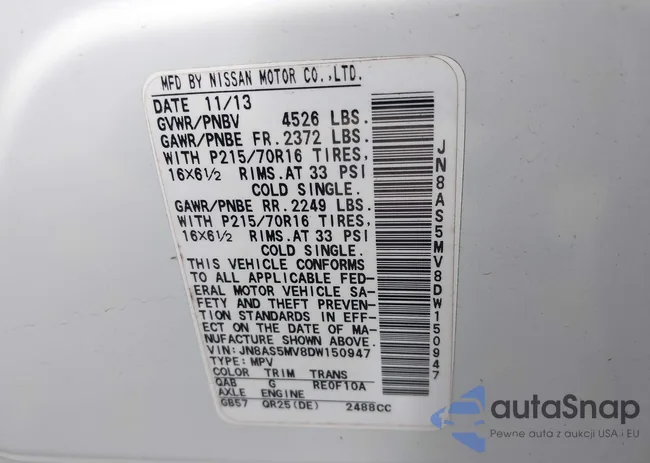 MFD BY NISSAN MOTOR CO.,LTD.
DATE 11/13
GVWR/PNBV 4526 LBS.
GAWR/PNBE FR. 2372 LBS.
WITH P215/70R16 TIRES,
16X6½ RIMS.AT 33 PSI
COLD SINGLE.
GAWR/PNBE RR. 2249 LBS.
WITH P215/70R16 TIRES,
16X6½ RIMS.AT 33 PSI
COLD SINGLE.
THIS VEHICLE CONFORMS
TO ALL APPLICABLE FED-
ERAL MOTOR VEHICLE SA-
FETY AND THEFT PREVEN-
TION STANDARDS IN EFF-
ECT ON THE DATE OF MA-
NUFACTURE SHOWN ABOVE.
VIN: JN8AS5MV8DW150947
TYPE: MPV
COLOR TRIM TRANS
QAB G RE0F10A
AXLE ENGINE
GB57 QR25(DE) 2488CC
JN8AS5MV8DW150947
autaSnap
Pewne auta z aukcji USA i EU